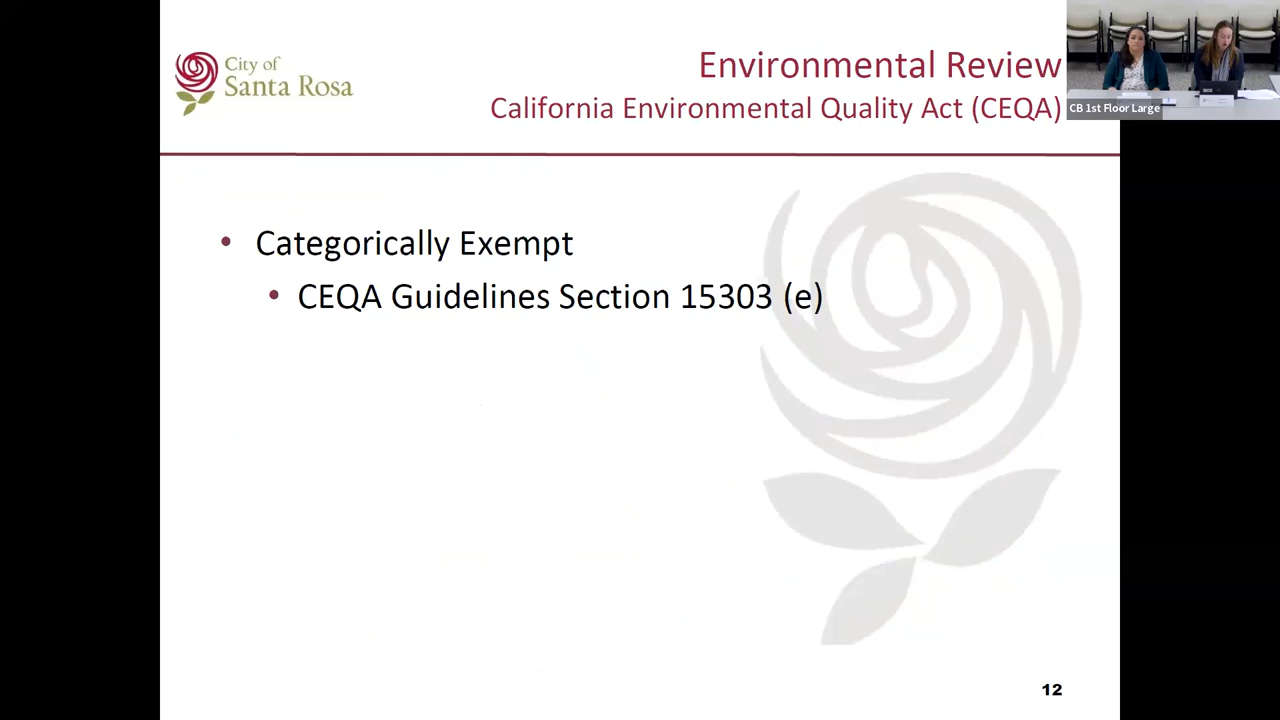 City of
Santa Rosa
Environmental Review
California Environmental Quality Act (CEQA)
CB 1st Floor Large
• Categorically Exempt
• CEQA Guidelines Section 15303 (e)
12